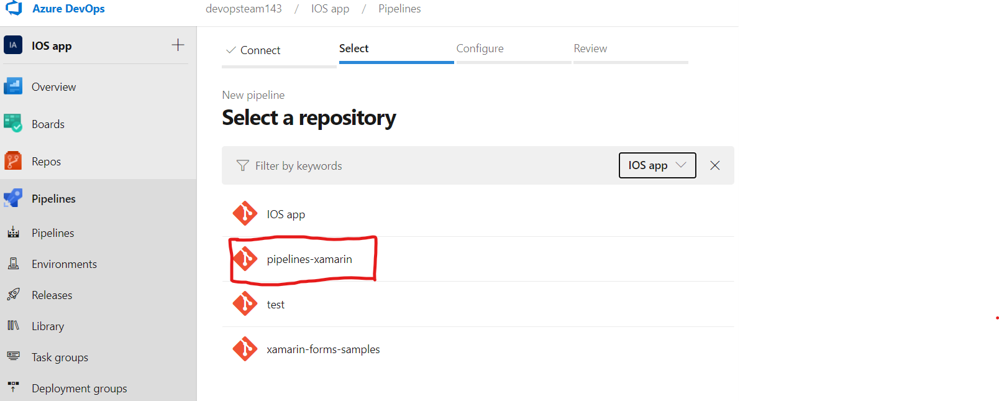 Azure DevOps
devopsteam143 / IOS app / Pipelines
IA IOS app
Connect
Select
Configure
Review
Overview
Boards
Repos
Pipelines
Pipelines
Environments
Releases
Library
Task groups
Deployment groups
New pipeline
Select a repository
Filter by keywords
IOS app
IOS app
pipelines-xamarin
test
xamarin-forms-samples